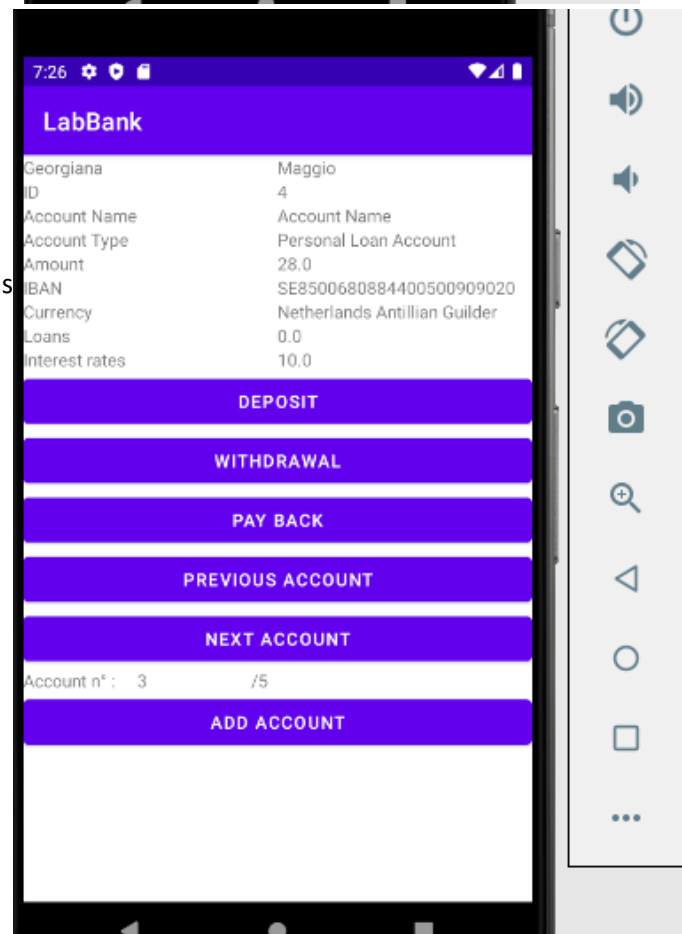 7:26
LabBank
Georgiana Maggio
ID 4
Account Name Account Name
Account Type Personal Loan Account
Amount 28.0
s
IBAN SE8500680884400500909020
Currency Netherlands Antillian Guilder
Loans 0.0
Interest rates 10.0
DEPOSIT
WITHDRAWAL
PAY BACK
PREVIOUS ACCOUNT
NEXT ACCOUNT
Account n° : 3 /5
ADD ACCOUNT